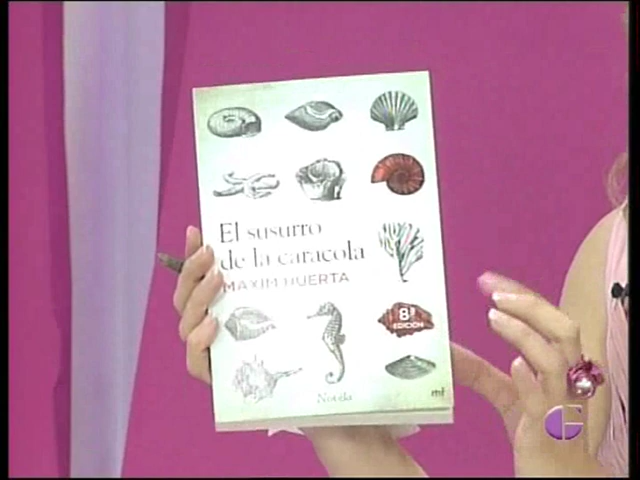 El susurro
de la caracola
MAXIM HUERTA
8ª
EDICIÓN
Novela
mr
G